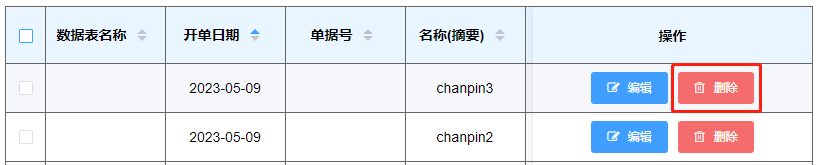 数据表名称 开单日期 单据号 名称(摘要) 操作
2023-05-09 chanpin3 编辑 删除
2023-05-09 chanpin2 编辑 删除